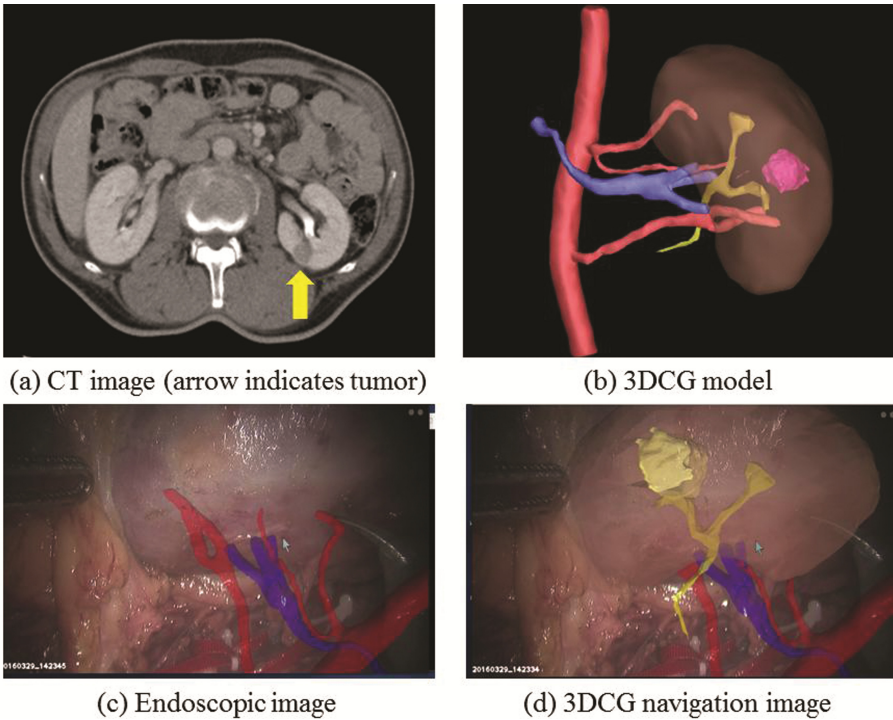 (a) CT image (arrow indicates tumor)
(b) 3DCG model
20160329_142345
20160329_142334
(c) Endoscopic image
(d) 3DCG navigation image